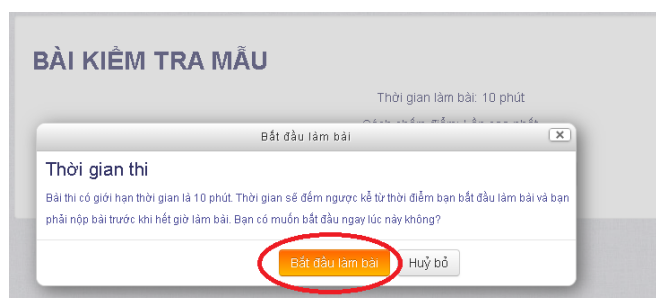 BÀI KIỂM TRA MẪU
Thời gian làm bài: 10 phút
Bắt đầu làm bài
Thời gian thi
Bài thi có giới hạn thời gian là 10 phút. Thời gian sẽ đếm ngược kể từ thời điểm bạn bắt đầu làm bài và bạn
phải nộp bài trước khi hết giờ làm bài. Bạn có muốn bắt đầu ngay lúc này không?
Bắt đầu làm bài Huỷ bỏ